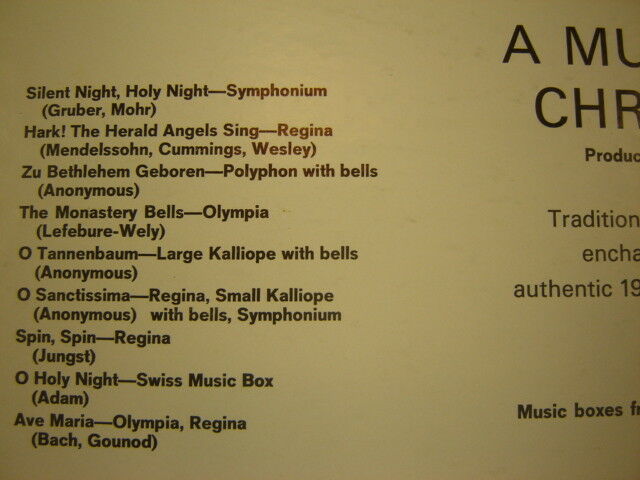 Silent Night, Holy Night—Symphonium
(Gruber, Mohr)
Hark! The Herald Angels Sing—Regina
(Mendelssohn, Cummings, Wesley)
Zu Bethlehem Geboren—Polyphon with bells
(Anonymous)
The Monastery Bells—Olympia
(Lefebure-Wely)
O Tannenbaum—Large Kalliope with bells
(Anonymous)
O Sanctissima—Regina, Small Kalliope
(Anonymous) with bells, Symphonium
Spin, Spin—Regina
(Jungst)
O Holy Night—Swiss Music Box
(Adam)
Ave Maria—Olympia, Regina
(Bach, Gounod)
A MU
CHR
Produc
Tradition
encha
authentic 19
Music boxes fr